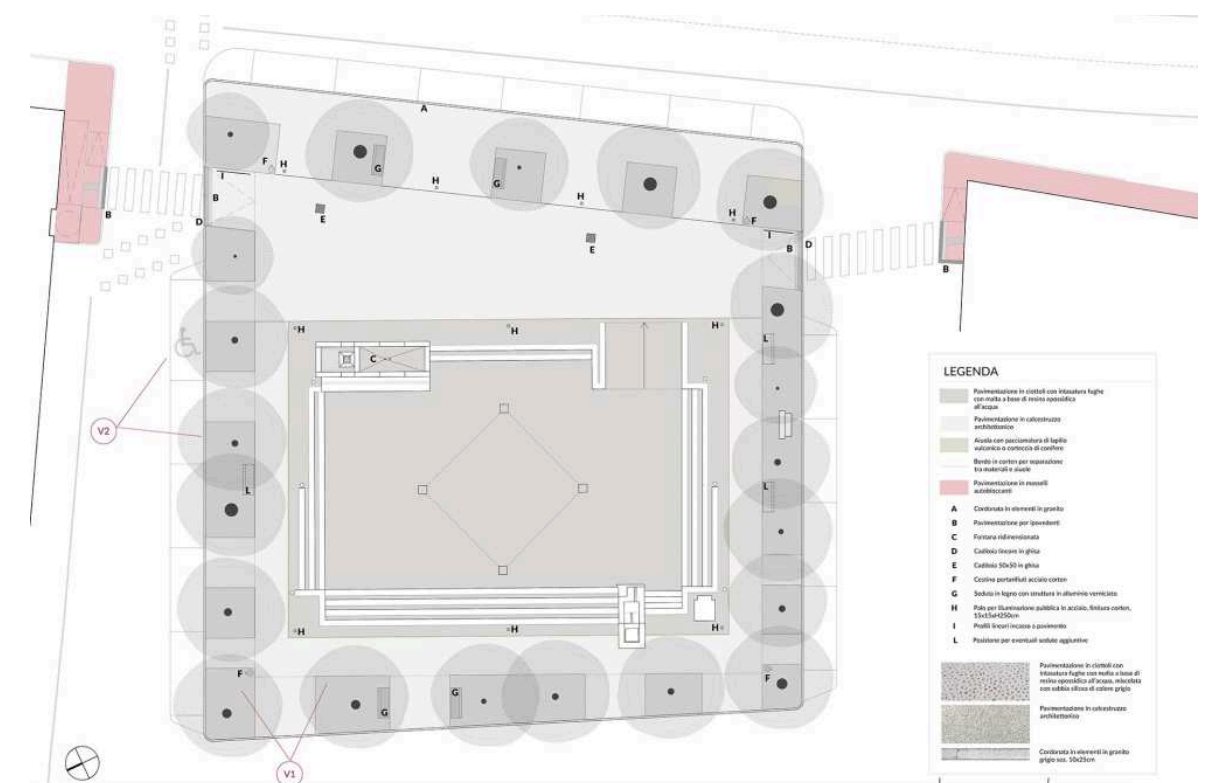 A
F
H
G
H
G
H
H
F
I
B
D
B
E
E
I
B
D
B
H
H
H
C
L
V2
L
L
H
H
H
F
G
G
F
V1
LEGENDA
Pavimentazione in ciottoli con intasatura fughe
con malta a base di resina epossidica
all'acqua
Pavimentazione in calcestruzzo
architettonico
Aiuola con pacciamatura di lapillo
vulcanico o corteccia di conifere
Bordo in corten per separazione
tra materiali e aiuole
Pavimentazione in masselli
autobloccanti
A Cordonata in elementi in granito
B Pavimentazione per ipovedenti
C Fontana ridimensionata
D Caditoia lineare in ghisa
E Caditoia 50x50 in ghisa
F Cestino portarifiuti acciaio corten
G Seduta in legno con struttura in alluminio verniciato
H Palo per illuminazione pubblica in acciaio, finitura corten,
15x15xH250cm
I Profili lineari incasso a pavimento
L Posizione per eventuali sedute aggiuntive
Pavimentazione in ciottoli con
intasatura fughe con malta a base di
resina epossidica all'acqua, miscelata
con sabbia silicea di colore grigio
Pavimentazione in calcestruzzo
architettonico
Cordonata in elementi in granito
grigio sez. 10x25cm